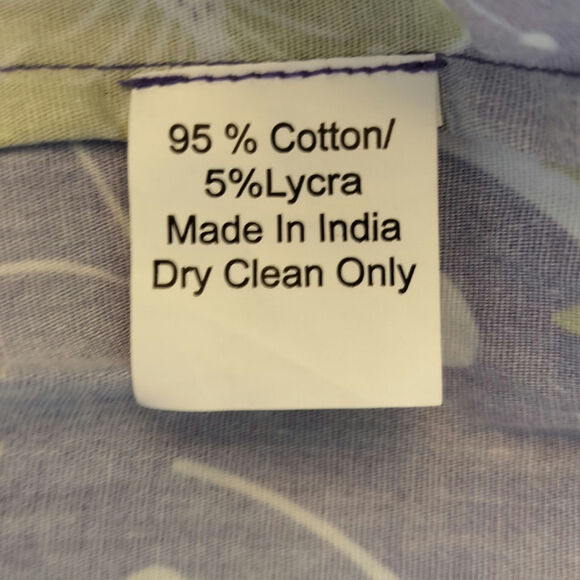 95 % Cotton/
5%Lycra
Made In India
Dry Clean Only